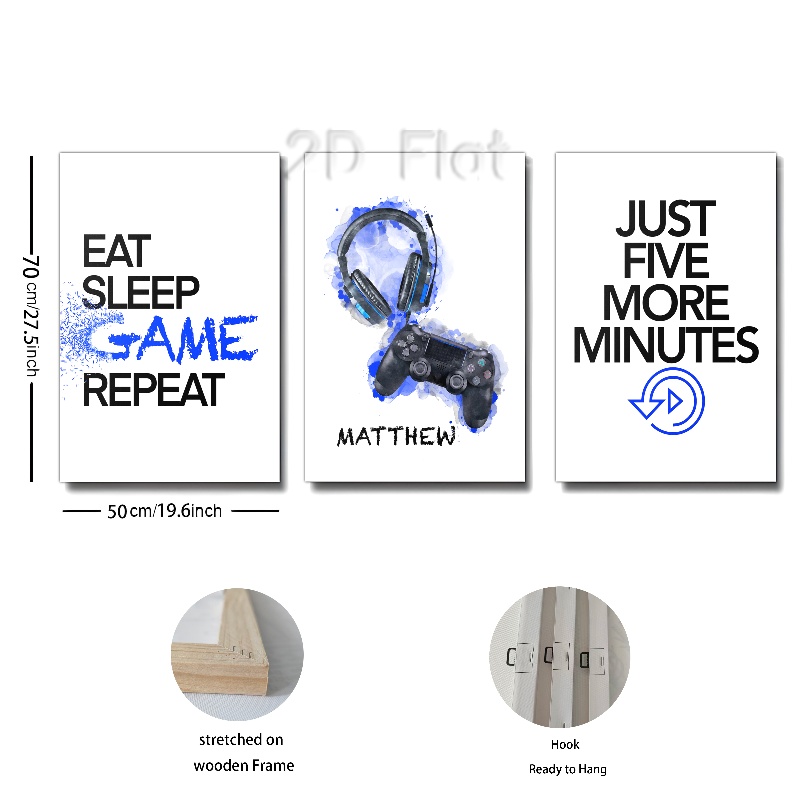 2D Flat
EAT
SLEEP
GAME
REPEAT
MATTHEW
JUST
FIVE
MORE
MINUTES
70 cm/27.5inch
50cm/19.6inch
stretched on
wooden Frame
Hook
Ready to Hang